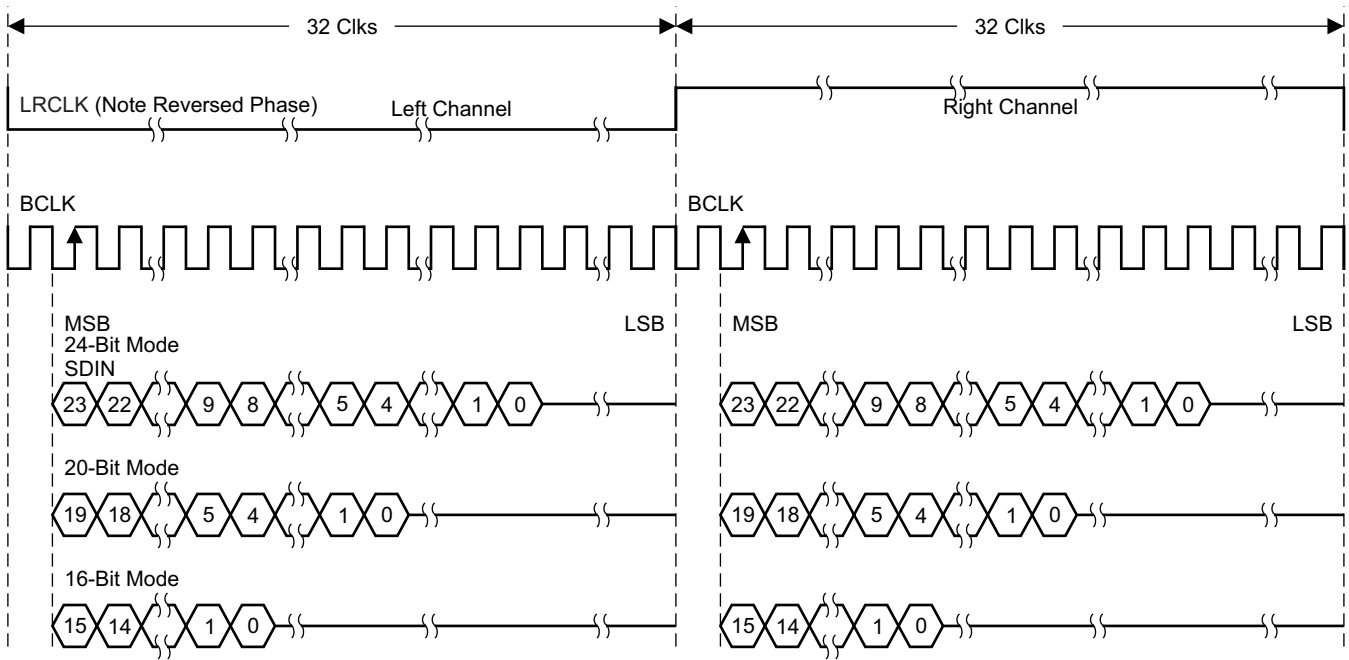 32 Clks 32 Clks
LRCLK (Note Reversed Phase) Left Channel Right Channel
BCLK BCLK
MSB LSB MSB LSB
24-Bit Mode
SDIN
23 22 9 8 5 4 1 0 23 22 9 8 5 4 1 0
20-Bit Mode
19 18 5 4 1 0 19 18 5 4 1 0
16-Bit Mode
15 14 1 0 15 14 1 0